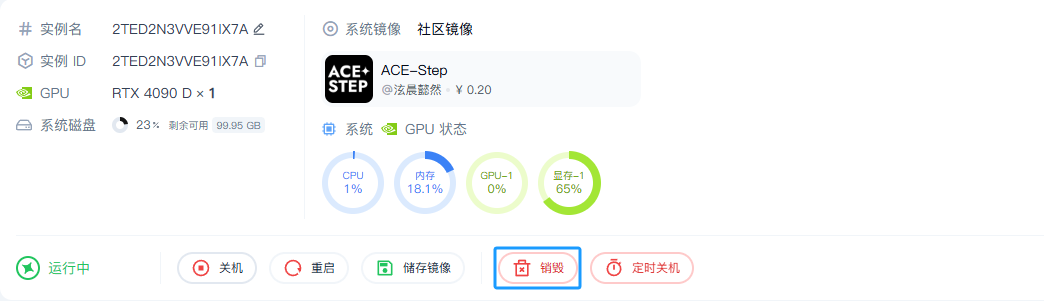 实例名 2TED2N3VVE91IX7A
实例 ID 2TED2N3VVE91IX7A
GPU RTX 4090 D × 1
系统磁盘 23% 剩余可用 99.95 GB
系统镜像 社区镜像
ACE STEP
ACE-Step
@泫晨懿然 ¥ 0.20
系统 GPU 状态
CPU 1%
内存 18.1%
GPU-1 0%
显存-1 65%
运行中 关机 重启 储存镜像 销毁 定时关机